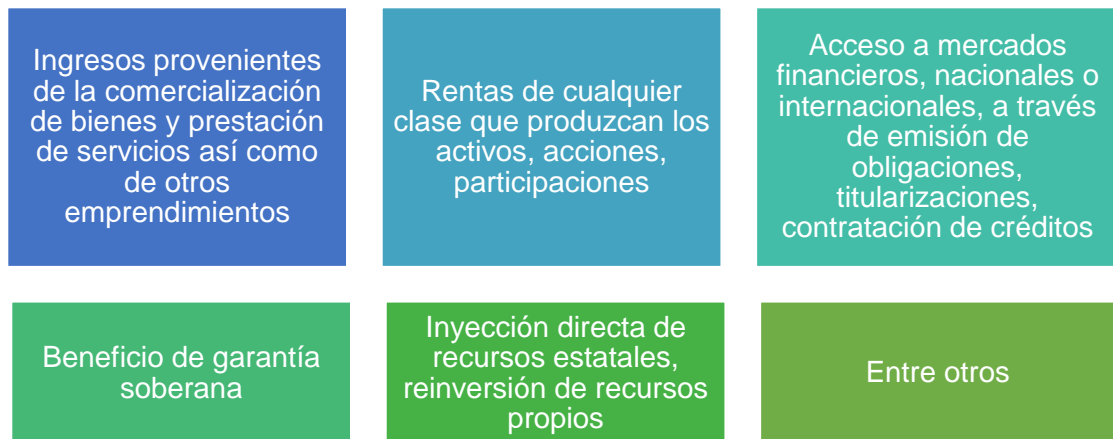 Ingresos provenientes
de la comercialización
de bienes y prestación
de servicios así como
de otros
emprendimientos
Rentas de cualquier
clase que produzcan los
activos, acciones,
participaciones
Acceso a mercados
financieros, nacionales o
internacionales, a través
de emisión de
obligaciones,
titularizaciones,
contratación de créditos
Beneficio de garantía
soberana
Inyección directa de
recursos estatales,
reinversión de recursos
propios
Entre otros